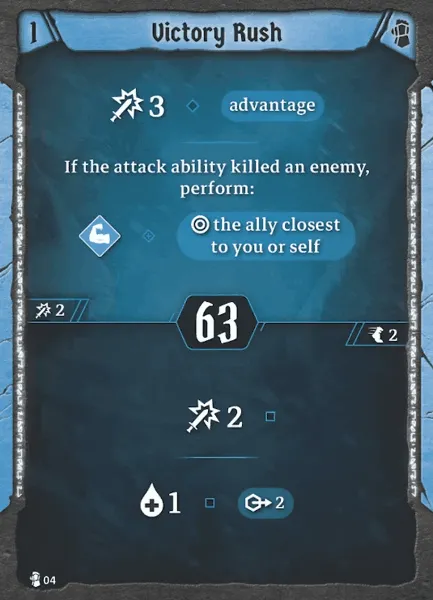 1 Victory Rush
3 advantage
If the attack ability killed an enemy,
perform:
the ally closest
to you or self
2
63
2
2
1 2
04